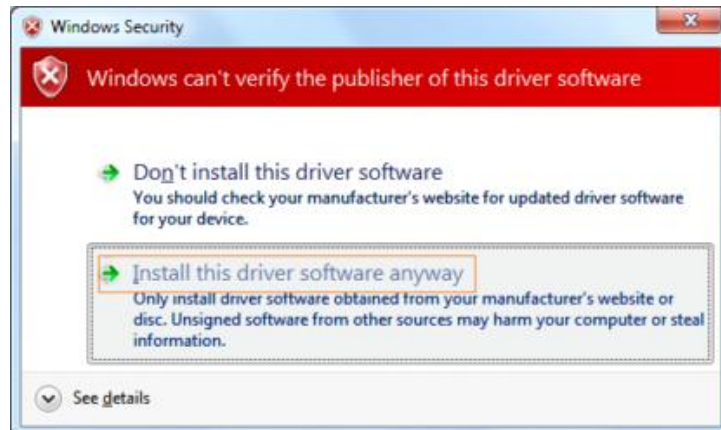 Windows Security
Windows can't verify the publisher of this driver software
Don't install this driver software
You should check your manufacturer's website for updated driver software
for your device.
Install this driver software anyway
Only install driver software obtained from your manufacturer's website or
disc. Unsigned software from other sources may harm your computer or steal
information.
See details